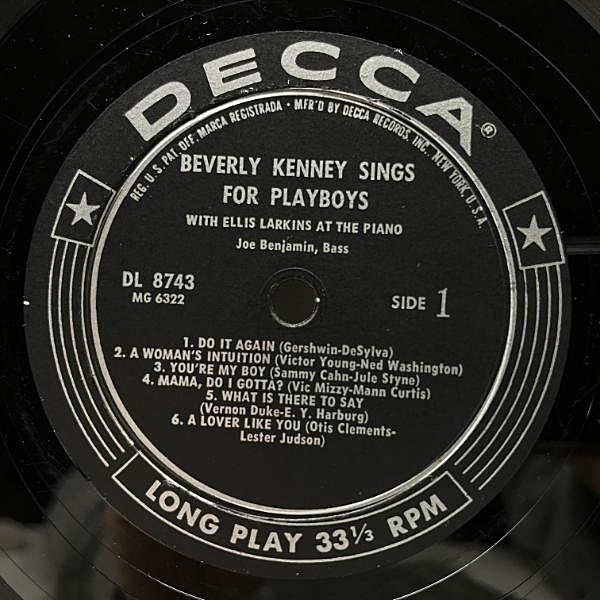 DECCA®
REG. U.S. PAT. OFF. MARCA REGISTRADA • MFR'D BY DECCA RECORDS, INC., NEW YORK, U.S.A.
BEVERLY KENNEY SINGS
FOR PLAYBOYS
WITH ELLIS LARKINS AT THE PIANO
Joe Benjamin, Bass
DL 8743
MG 6322
SIDE 1
1. DO IT AGAIN (Gershwin-DeSylva)
2. A WOMAN'S INTUITION (Victor Young-Ned Washington)
3. YOU'RE MY BOY (Sammy Cahn-Jule Styne)
4. MAMA, DO I GOTTA? (Vic Mizzy-Mann Curtis)
5. WHAT IS THERE TO SAY
(Vernon Duke-E. Y. Harburg)
6. A LOVER LIKE YOU (Otis Clements-
Lester Judson)
LONG PLAY 33⅓ RPM